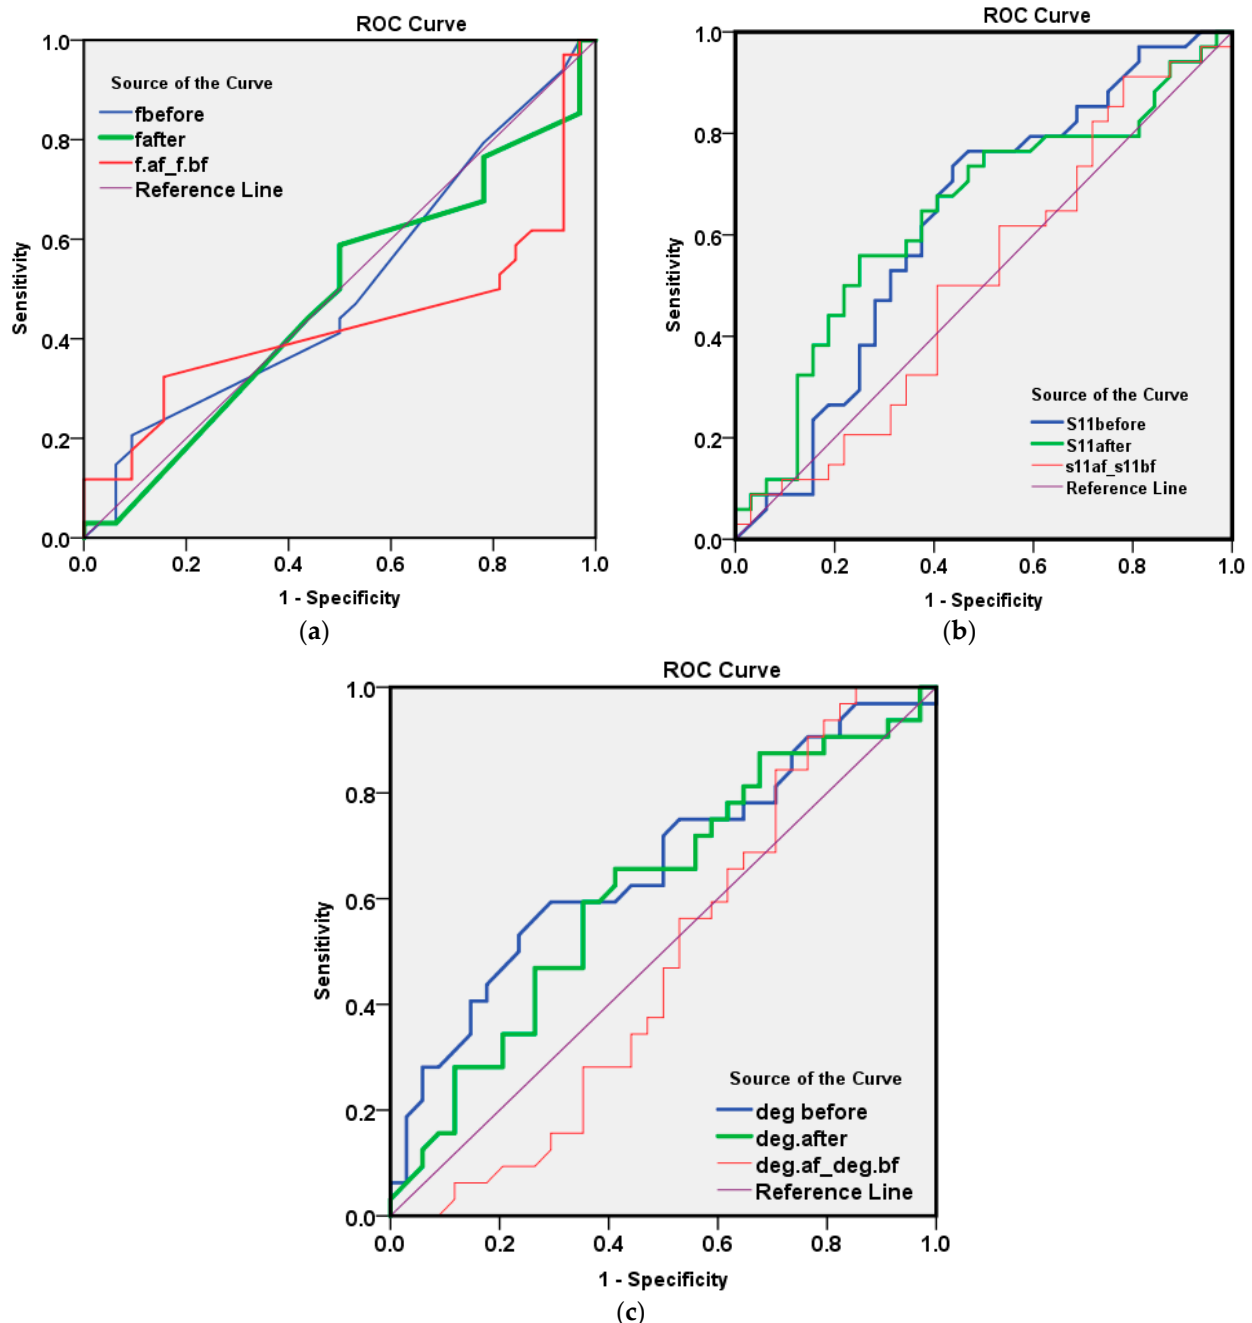 ROC Curve
1.0
0.8
0.6
0.4
0.2
0.0
Sensitivity
Source of the Curve
fbefore
fafter
f.af_f.bf
Reference Line
0.0 0.2 0.4 0.6 0.8 1.0
1 - Specificity
(a)
ROC Curve
1.0
0.8
0.6
0.4
0.2
0.0
Sensitivity
Source of the Curve
S11before
S11after
s11af_s11bf
Reference Line
0.0 0.2 0.4 0.6 0.8 1.0
1 - Specificity
(b)
ROC Curve
1.0
0.8
0.6
0.4
0.2
0.0
Sensitivity
Source of the Curve
deg before
deg.after
deg.af_deg.bf
Reference Line
0.0 0.2 0.4 0.6 0.8 1.0
1 - Specificity
(c)